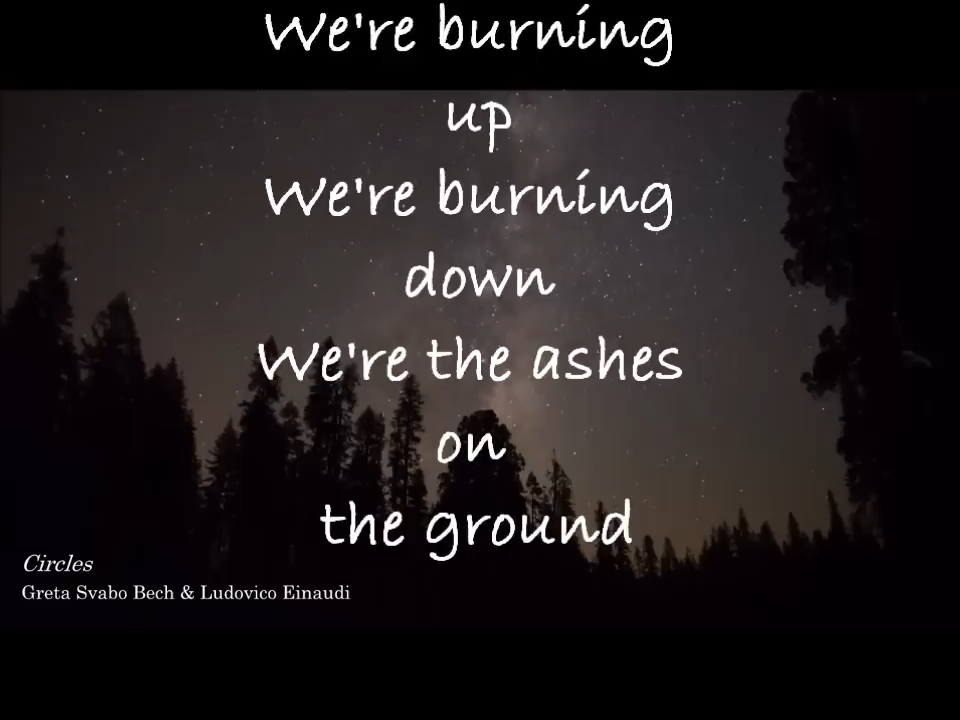 We're burning
up
We're burning
down
We're the ashes
on
the ground
Circles
Greta Svabo Bech & Ludovico Einaudi